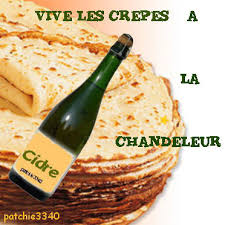 VIVE LES CREPES A
LA
CHANDELEUR
Cidre
patchie3340